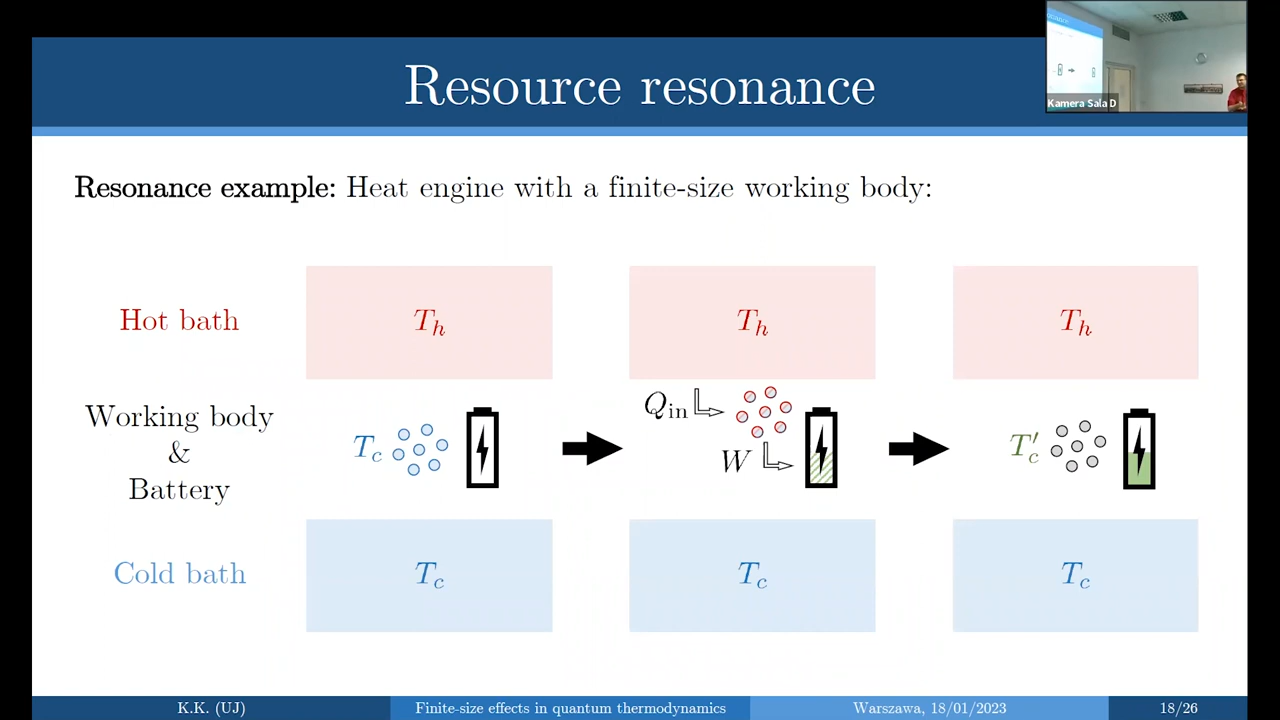 Resource resonance
Kamera Sala D
Resonance example: Heat engine with a finite-size working body:
Hot bath
T_h
T_h
T_h
Working body
&
Battery
T_c
Q_in
W
T'_c
Cold bath
T_c
T_c
T_c
K.K. (UJ)
Finite-size effects in quantum thermodynamics
Warszawa, 18/01/2023
18/26